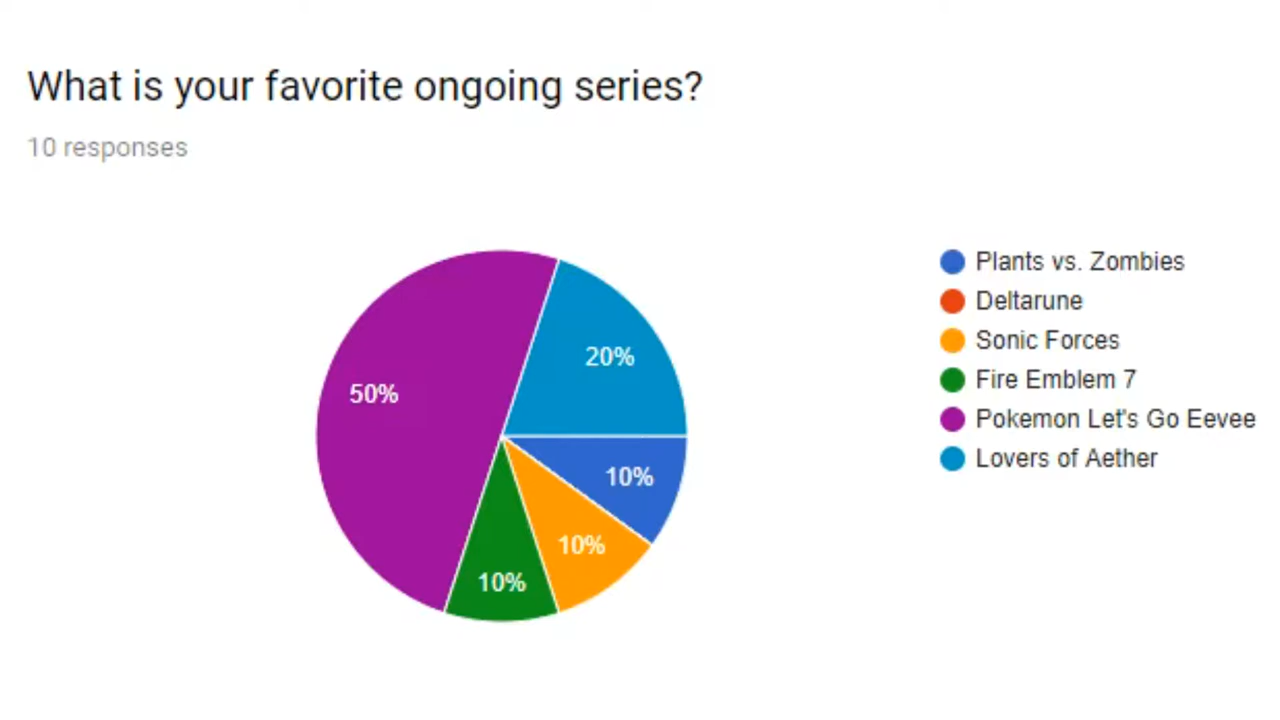 What is your favorite ongoing series?
10 responses
Plants vs. Zombies
Deltarune
Sonic Forces
Fire Emblem 7
Pokemon Let's Go Eevee
Lovers of Aether
20%
50%
10%
10%
10%